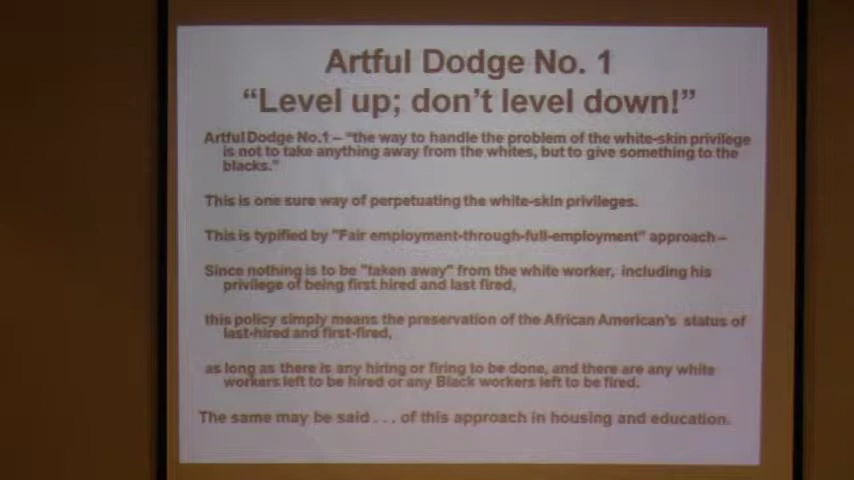 Artful Dodge No. 1
“Level up; don’t level down!”
Artful Dodge No.1 – "the way to handle the problem of the white-skin privilege
is not to take anything away from the whites, but to give something to the
blacks."
This is one sure way of perpetuating the white-skin privileges.
This is typified by "Fair employment-through-full-employment" approach –
Since nothing is to be "taken away" from the white worker, including his
privilege of being first hired and last fired,
this policy simply means the preservation of the African American's status of
last-hired and first-fired,
as long as there is any hiring or firing to be done, and there are any white
workers left to be hired or any Black workers left to be fired.
The same may be said . . . of this approach in housing and education.